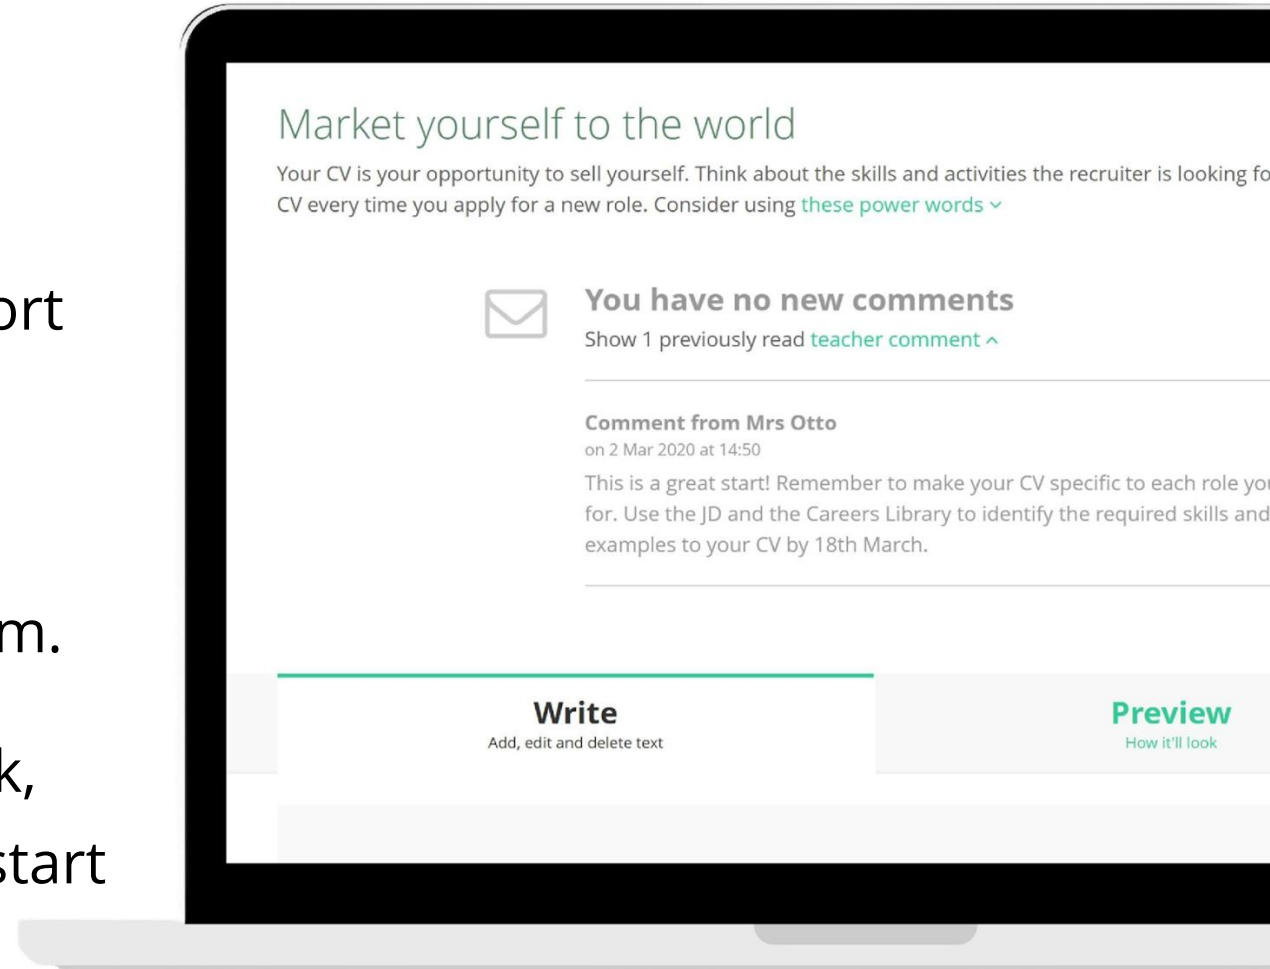 m.
k,
start
Market yourself to the world
Your CV is your opportunity to sell yourself. Think about the skills and activities the recruiter is looking
CV every time you apply for a new role. Consider using these power words
You have no new comments
Show 1 previously read teacher comment
Comment from Mrs Otto
on 2 Mar 2020 at 14:50
This is a great start! Remember to make your CV specific to each role
for. Use the JD and the Careers Library to identify the required skills and
examples to your CV by 18th March.
Write
Add, edit and delete text
Preview
How it'll look